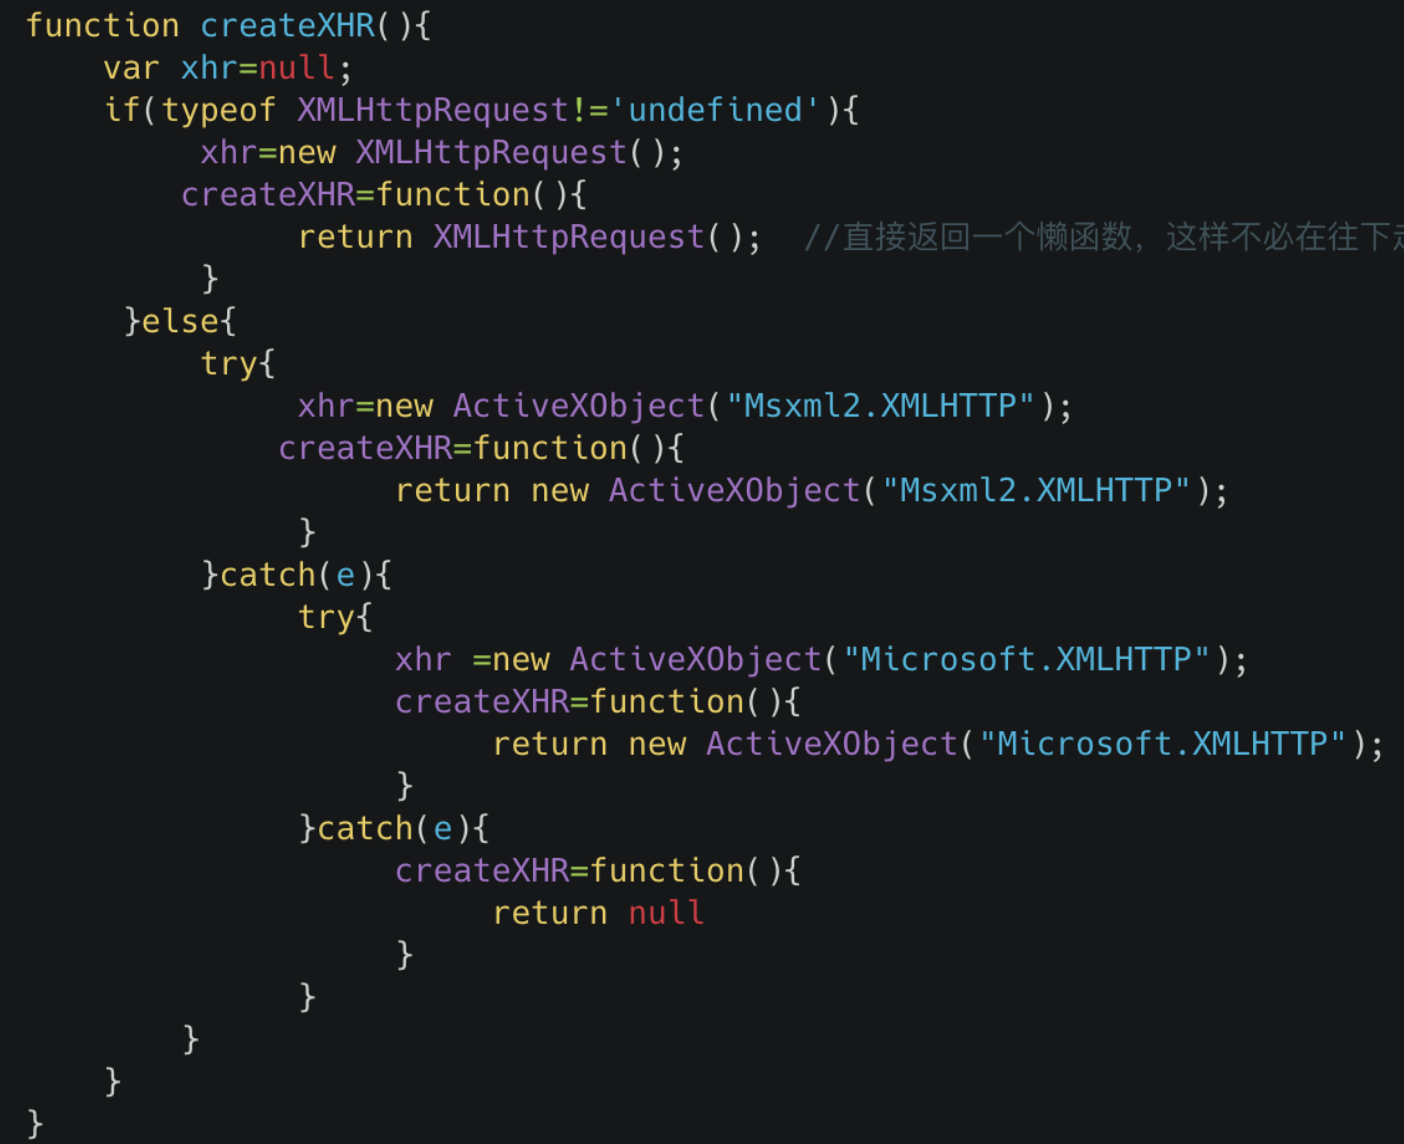 function createXHR(){
    var xhr=null;
    if(typeof XMLHttpRequest!='undefined'){
         xhr=new XMLHttpRequest();
        createXHR=function(){
              return XMLHttpRequest();  //直接返回一个懒函数，这样不必在往下
         }
     }else{
         try{
              xhr=new ActiveXObject("Msxml2.XMLHTTP");
             createXHR=function(){
                   return new ActiveXObject("Msxml2.XMLHTTP");
              }
         }catch(e){
              try{
                   xhr =new ActiveXObject("Microsoft.XMLHTTP");
                   createXHR=function(){
                        return new ActiveXObject("Microsoft.XMLHTTP");
                   }
              }catch(e){
                   createXHR=function(){
                        return null
                   }
              }
        }
    }
}